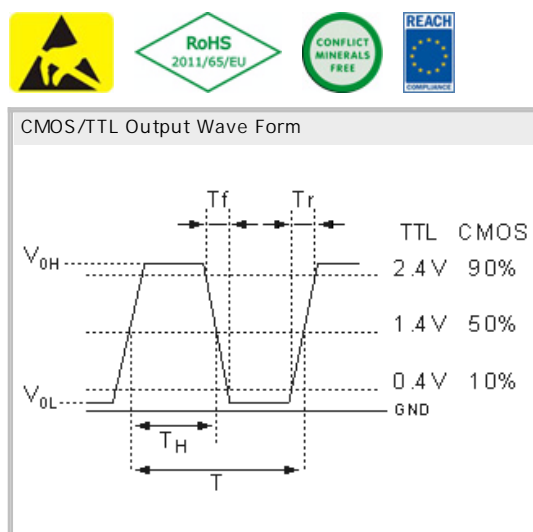 RoHS
2011/65/EU
CONFLICT
MINERALS
FREE
REACH
COMPLIANCE
CMOS/TTL Output Wave Form
Tf
Tr
TTL CMOS
V0H
2.4V 90%
1.4V 50%
0.4V 10%
V0L
GND
TH
T